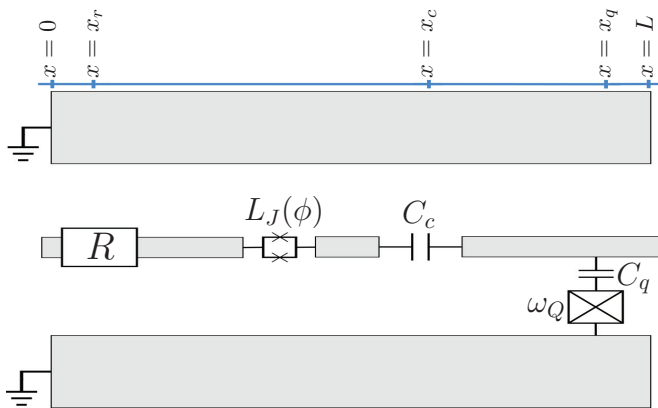 x = 0
x = x_r
x = x_c
x = x_q
x = L
L_J(ϕ)
C_c
R
C_q
ω_Q